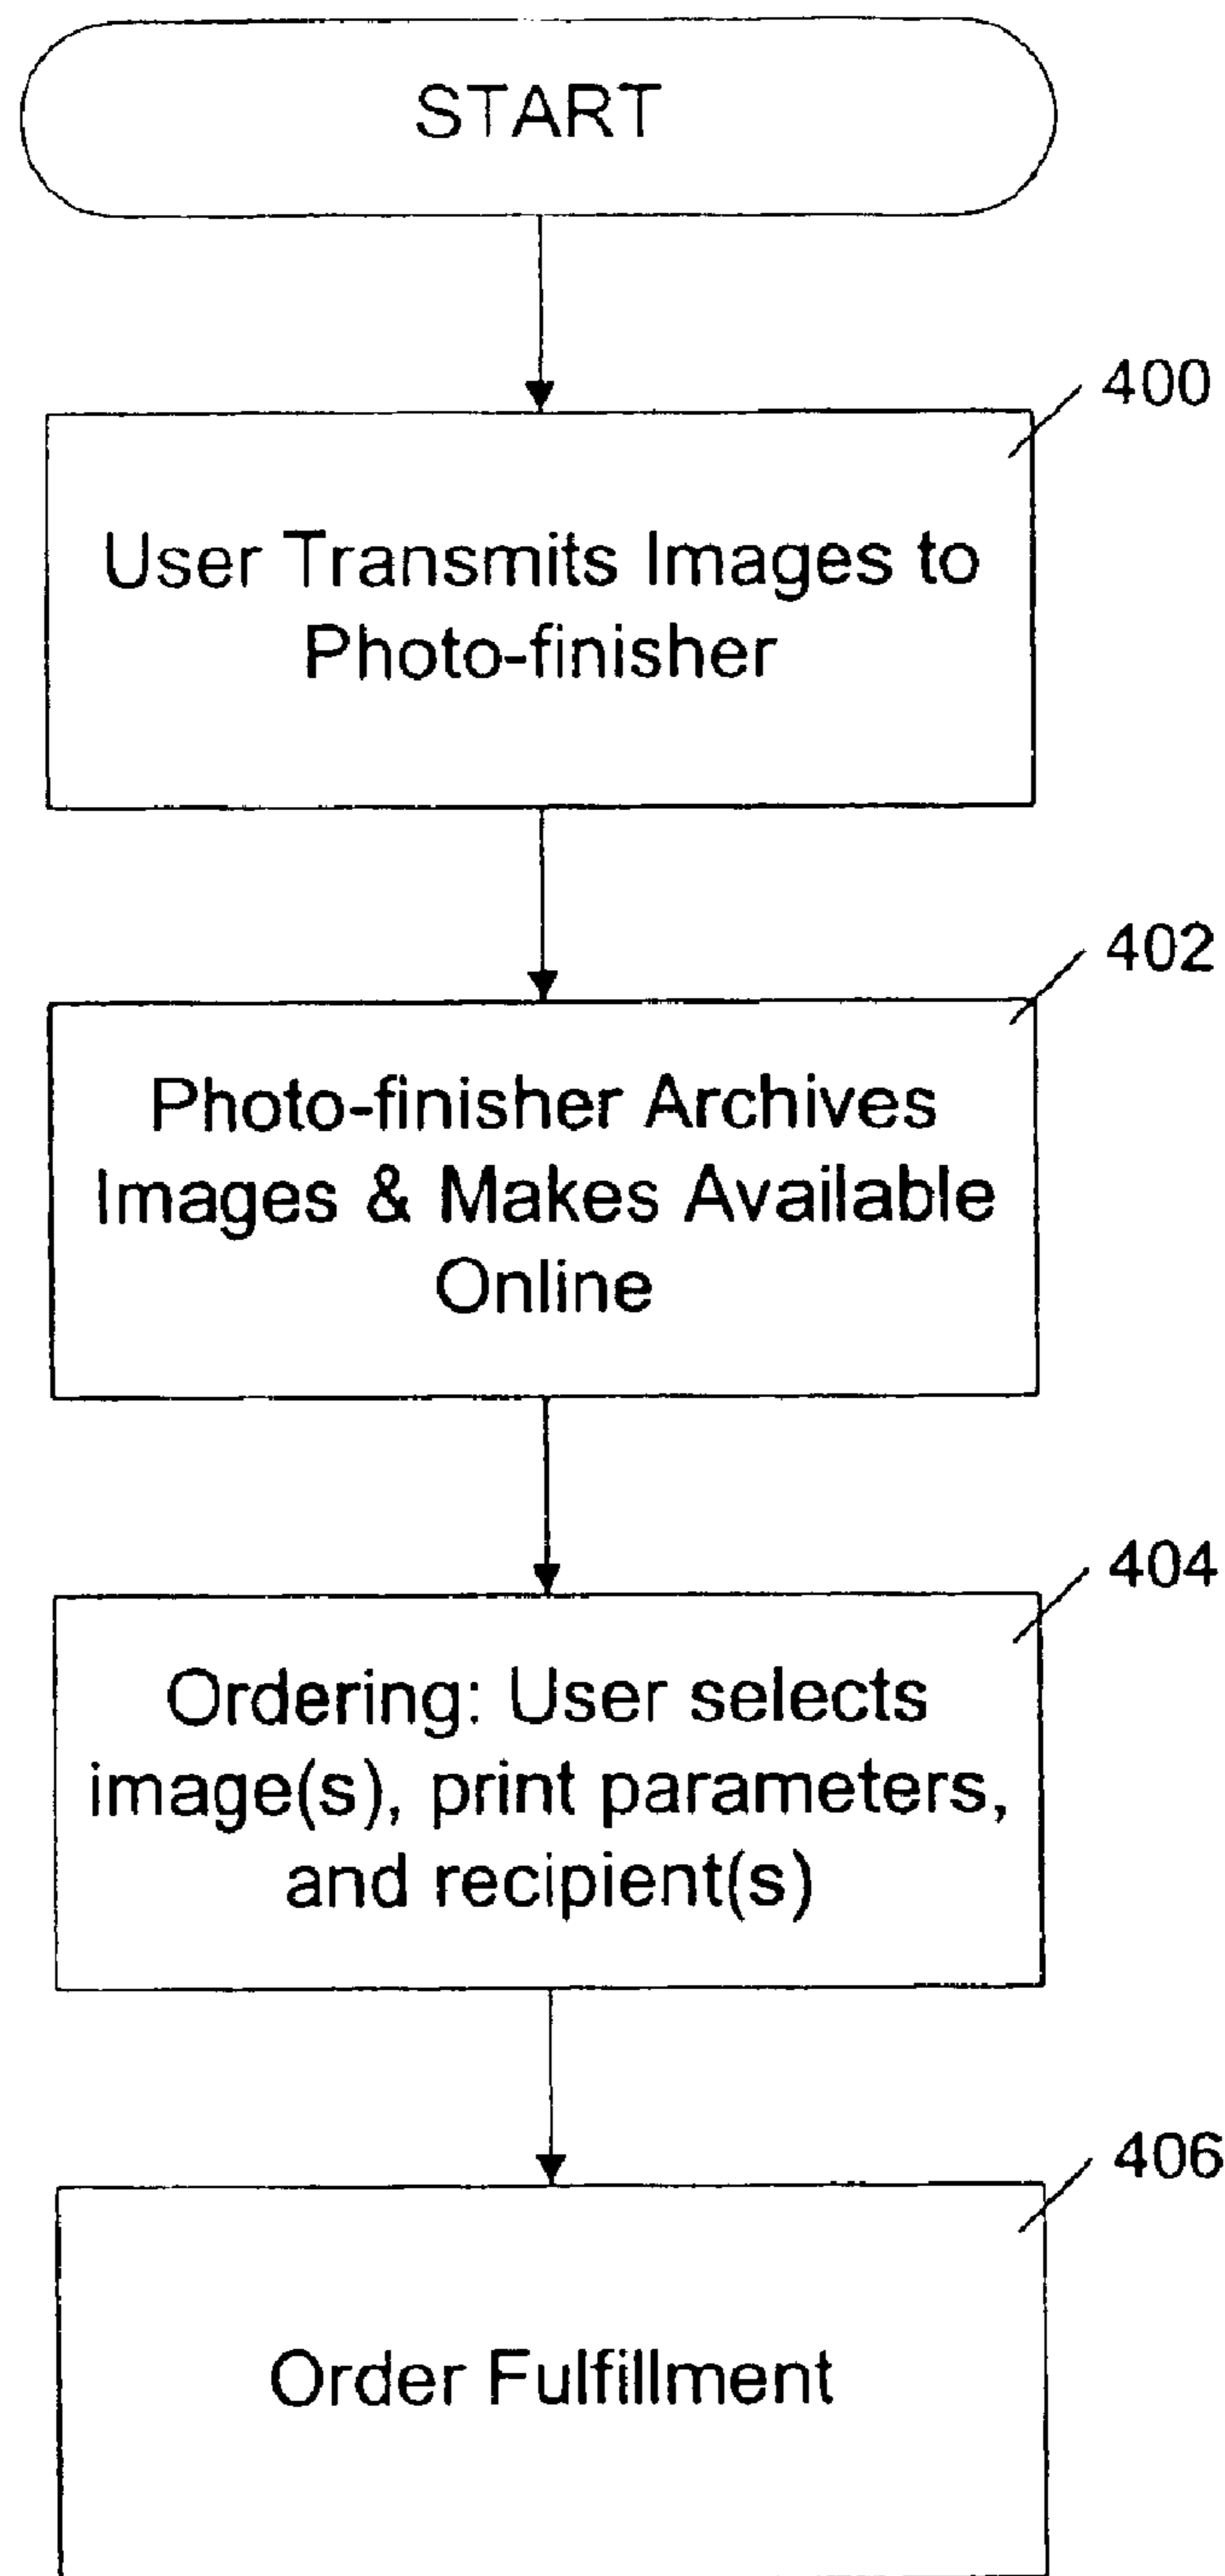 START
400
User Transmits Images to
Photo-finisher
402
Photo-finisher Archives
Images & Makes Available
Online
404
Ordering: User selects
image(s), print parameters,
and recipient(s)
406
Order Fulfillment